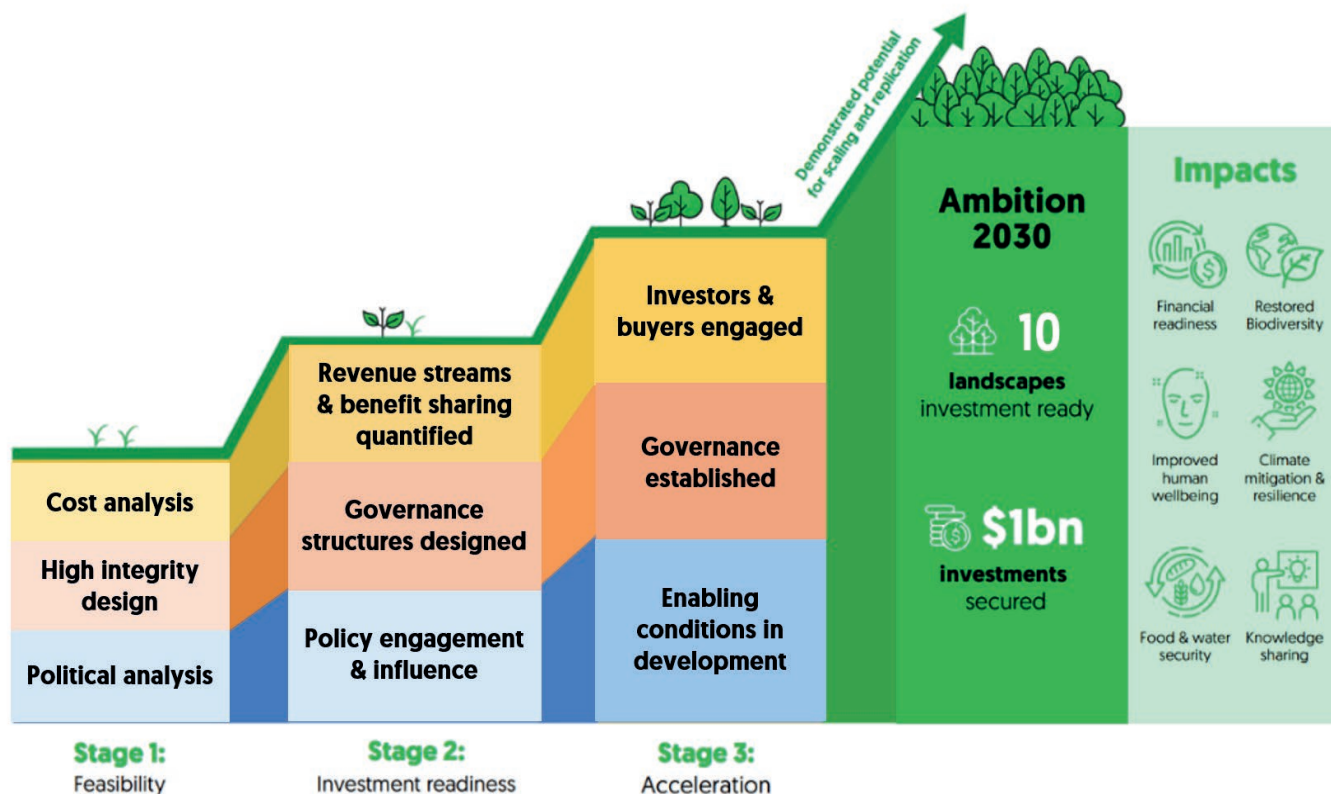 Cost analysis
High integrity
design
Political analysis
Stage 1:
Feasibility
Revenue streams
& benefit sharing
quantified
Governance
structures designed
Policy engagement
& influence
Stage 2:
Investment readiness
Investors &
buyers engaged
Governance
established
Enabling
conditions in
development
Stage 3:
Acceleration
Demonstrated potential
for scaling and replication
Ambition
2030
10
landscapes
investment ready
$1bn
investments
secured
Impacts
Financial
readiness
Restored
Biodiversity
Improved
human
wellbeing
Climate
mitigation &
resilience
Food & water
security
Knowledge
sharing